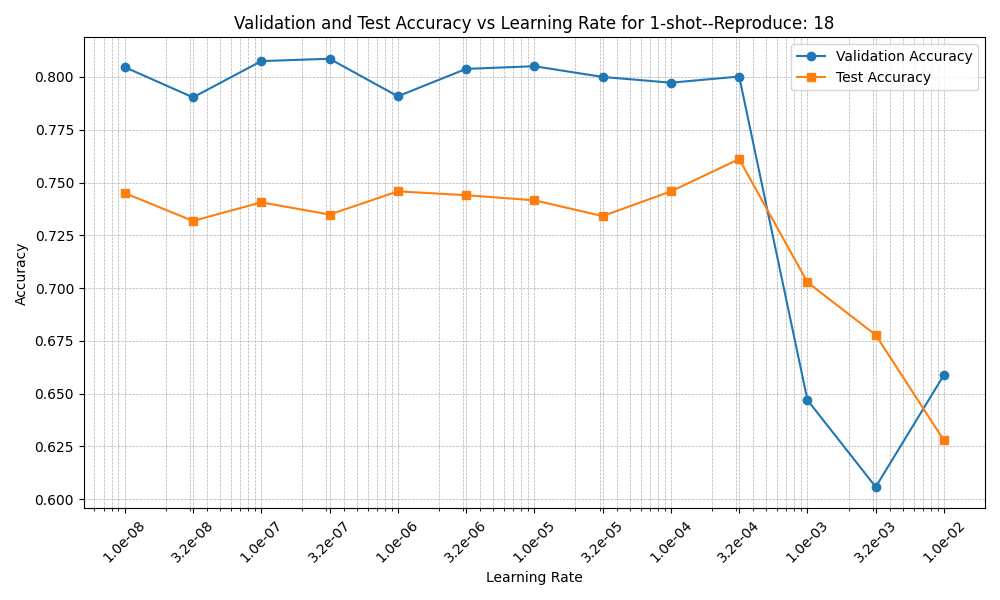 Validation and Test Accuracy vs Learning Rate for 1-shot--Reproduce: 18
Validation Accuracy
Test Accuracy
Accuracy
0.800
0.775
0.750
0.725
0.700
0.675
0.650
0.625
0.600
1.0e-08
3.2e-08
1.0e-07
3.2e-07
1.0e-06
3.2e-06
1.0e-05
3.2e-05
1.0e-04
3.2e-04
1.0e-03
3.2e-03
1.0e-02
Learning Rate